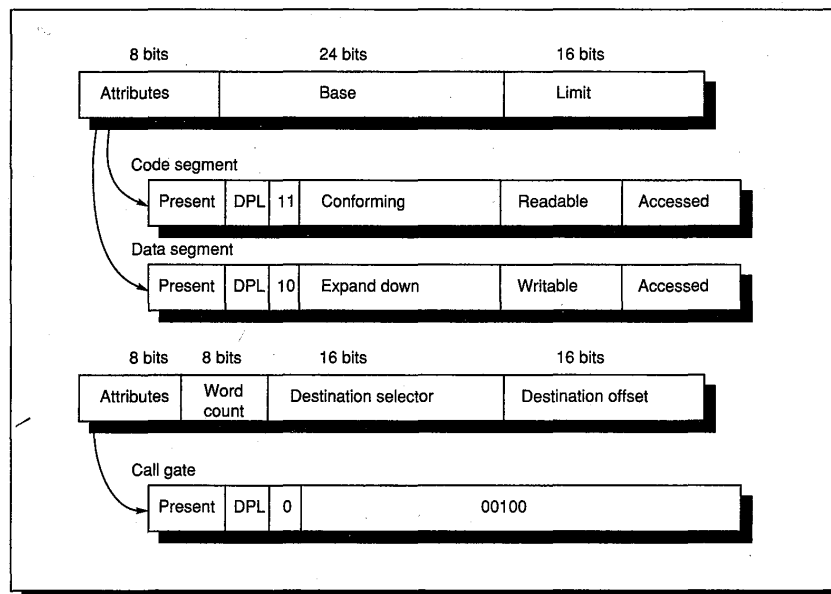 8 bits 24 bits 16 bits
Attributes Base Limit
Code segment
Present DPL 11 Conforming Readable Accessed
Data segment
Present DPL 10 Expand down Writable Accessed
8 bits 8 bits 16 bits 16 bits
Attributes Word count Destination selector Destination offset
Call gate
Present DPL 0 00100